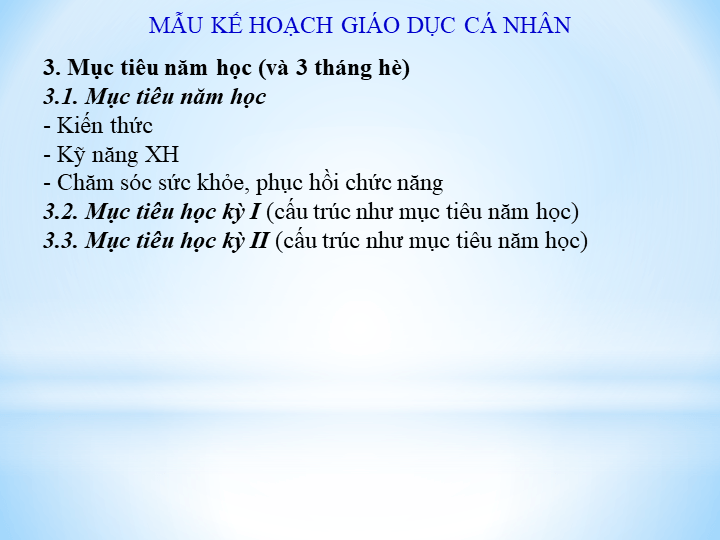 MẪU KẾ HOẠCH GIÁO DỤC CÁ NHÂN
3. Mục tiêu năm học (và 3 tháng hè)
3.1. Mục tiêu năm học
- Kiến thức
- Kỹ năng XH
- Chăm sóc sức khỏe, phục hồi chức năng
3.2. Mục tiêu học kỳ I (cấu trúc như mục tiêu năm học)
3.3. Mục tiêu học kỳ II (cấu trúc như mục tiêu năm học)